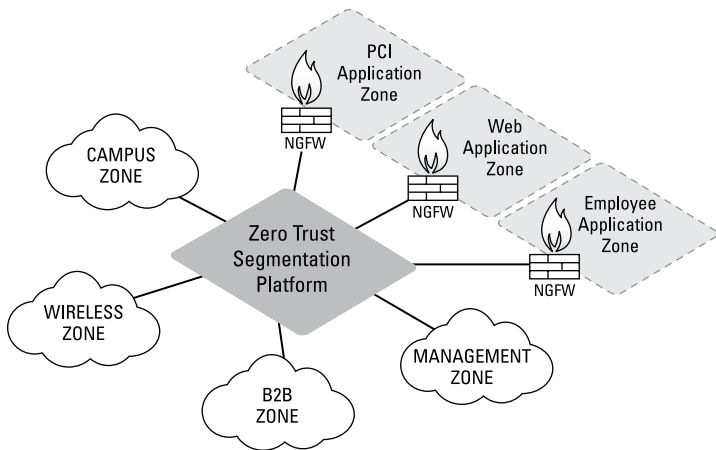 PCI
Application
Zone
NGFW
Web
Application
Zone
NGFW
Employee
Application
Zone
NGFW
CAMPUS
ZONE
Zero Trust
Segmentation
Platform
WIRELESS
ZONE
MANAGEMENT
ZONE
B2B
ZONE